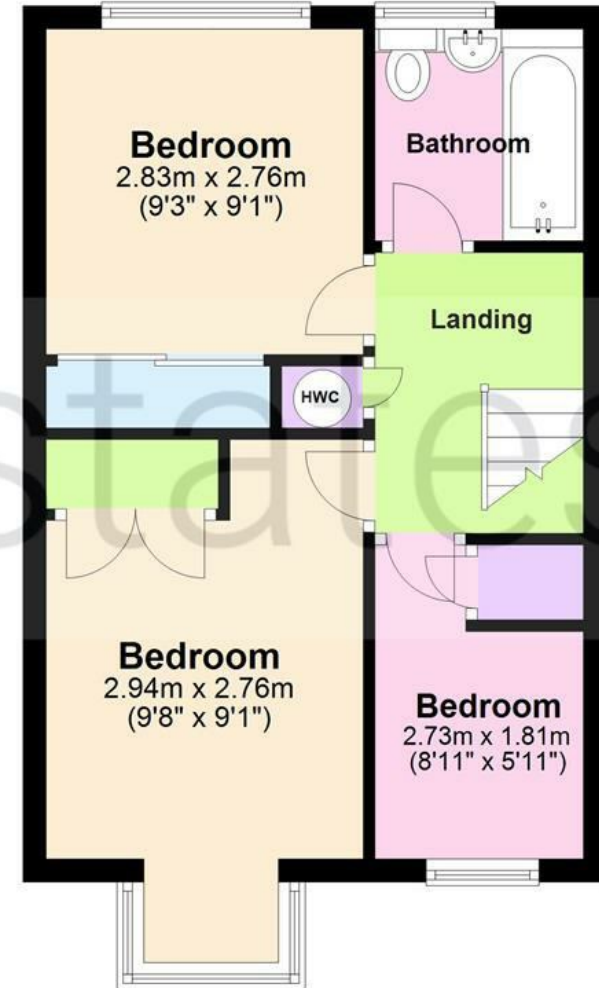 Bedroom
2.83m x 2.76m
(9'3" x 9'1")
Bathroom
Landing
HWC
states
Bedroom
2.94m x 2.76m
(9'8" x 9'1")
Bedroom
2.73m x 1.81m
(8'11" x 5'11")